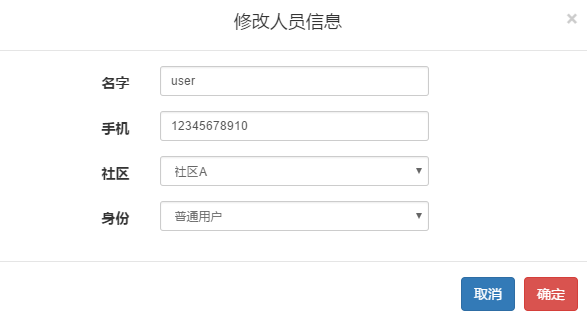 修改人员信息 ×
名字 user
手机 12345678910
社区 社区A
身份 普通用户
取消 确定